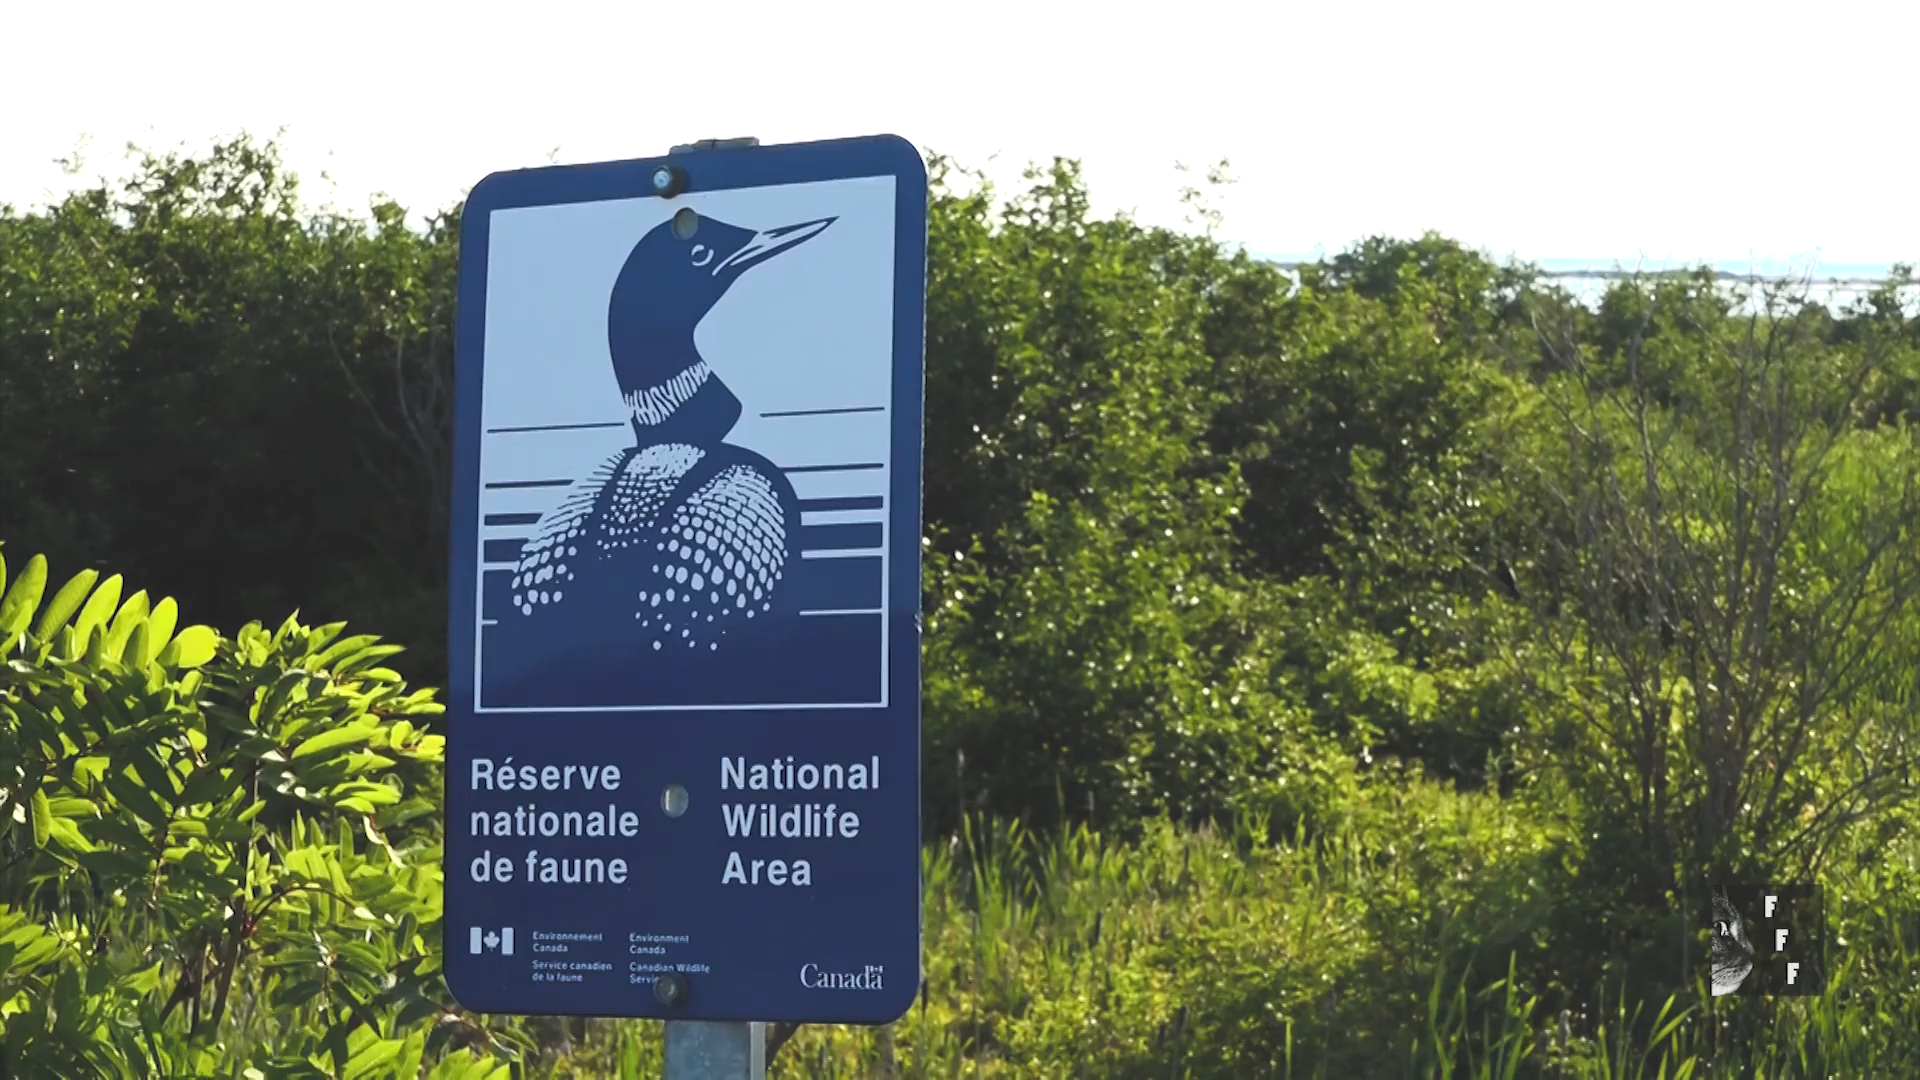 Réserve
nationale
de faune
National
Wildlife
Area
Environnement
Canada
Service canadien
de la faune
Environment
Canada
Canadian Wildlife
Service
Canada
F
F
F